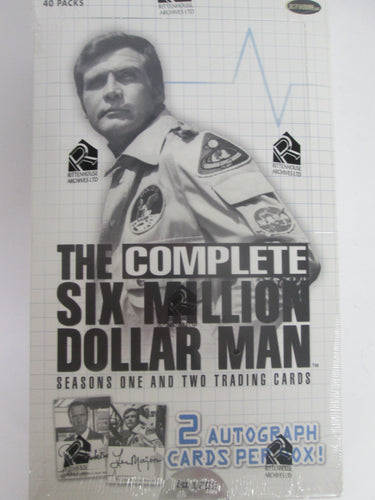 40 PACKS
RITTENHOUSE
ARCHIVES LTD
RITTENHOUSE
ARCHIVES LTD
RITTENHOUSE
ARCHIVES LTD
THE COMPLETE
SIX MILLION
DOLLAR MAN™
SEASONS ONE AND TWO TRADING CARDS
2 AUTOGRAPH
CARDS PER BOX!